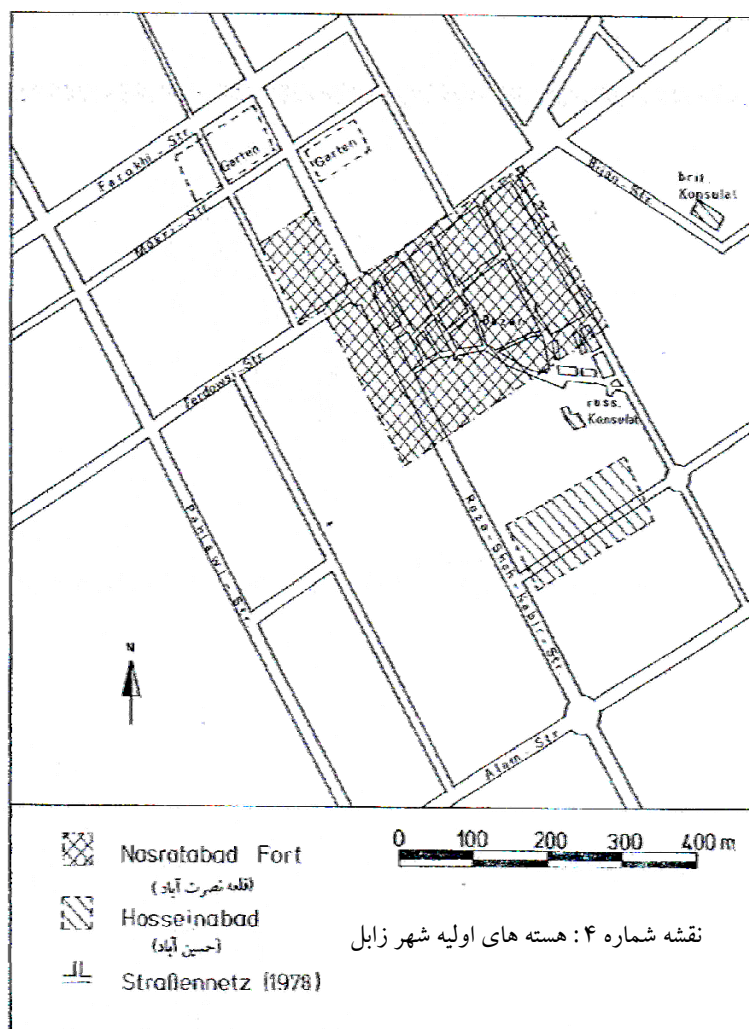 Farokhi-Str.
Garten
Garten
Mokri-Str.
Bijan-Str.
brit.
Konsulat
Bazar
Ferdowsi-Str
russ.
Konsulat
Pahlawi-Str.
Reza-Shah-Kabir-Str.
N
Alam-Str
Nasratabad Fort
(قلعه نصرت آباد)
Hosseinabad
(حسین آباد)
Straßennetz (1978)
0 100 200 300 400 m
نقشه شماره ۴: هسته های اولیه شهر زابل